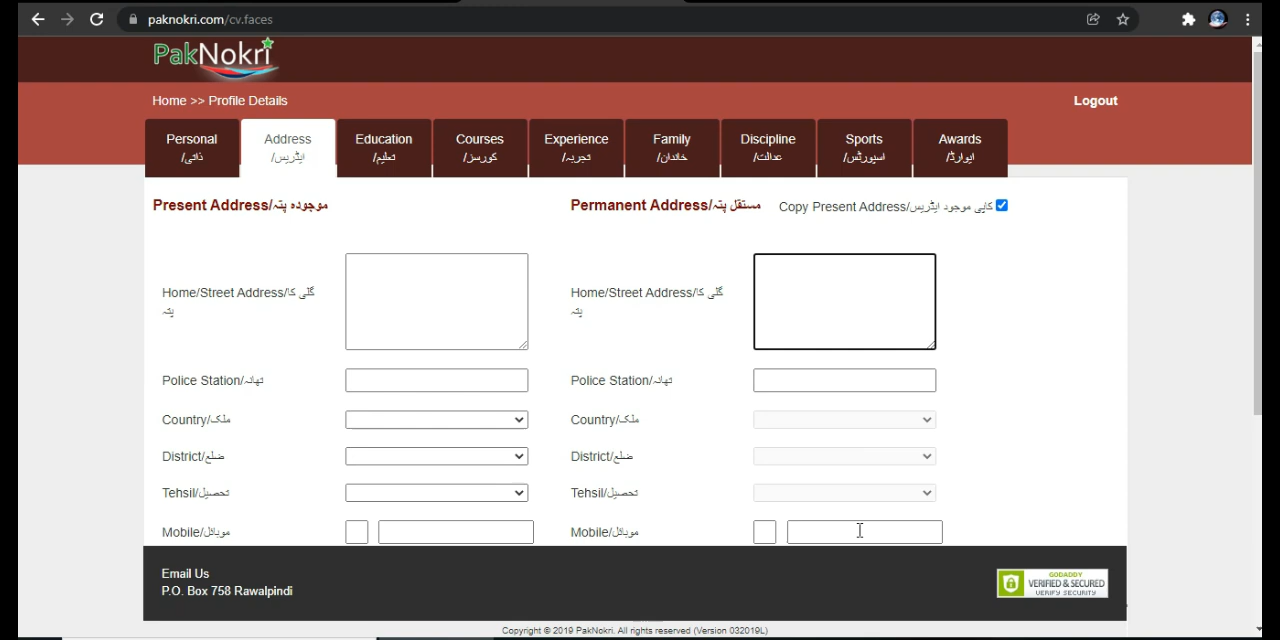 paknokri.com/cv.faces
PakNokri
Home >> Profile Details
Logout
Personal
/ذاتی
Address
/ایڈریس
Education
/تعلیم
Courses
/کورسز
Experience
/تجربہ
Family
/خاندان
Discipline
/عدالت
Sports
/اسپورٹس
Awards
/ایوارڈ
Present Address/موجودہ پتہ
Permanent Address/مستقل پتہ
Copy Present Address/کاپی موجود ایڈریس
Home/Street Address/گلی کا
پتہ
Home/Street Address/گلی کا
پتہ
Police Station/تھانہ
Police Station/تھانہ
Country/ملک
Country/ملک
District/ضلع
District/ضلع
Tehsil/تحصیل
Tehsil/تحصیل
Mobile/موبائل
Mobile/موبائل
Email Us
P.O. Box 758 Rawalpindi
GODADDY
VERIFIED & SECURED
VERIFY SECURITY
Copyright © 2019 PakNokri. All rights reserved (Version 032019L)